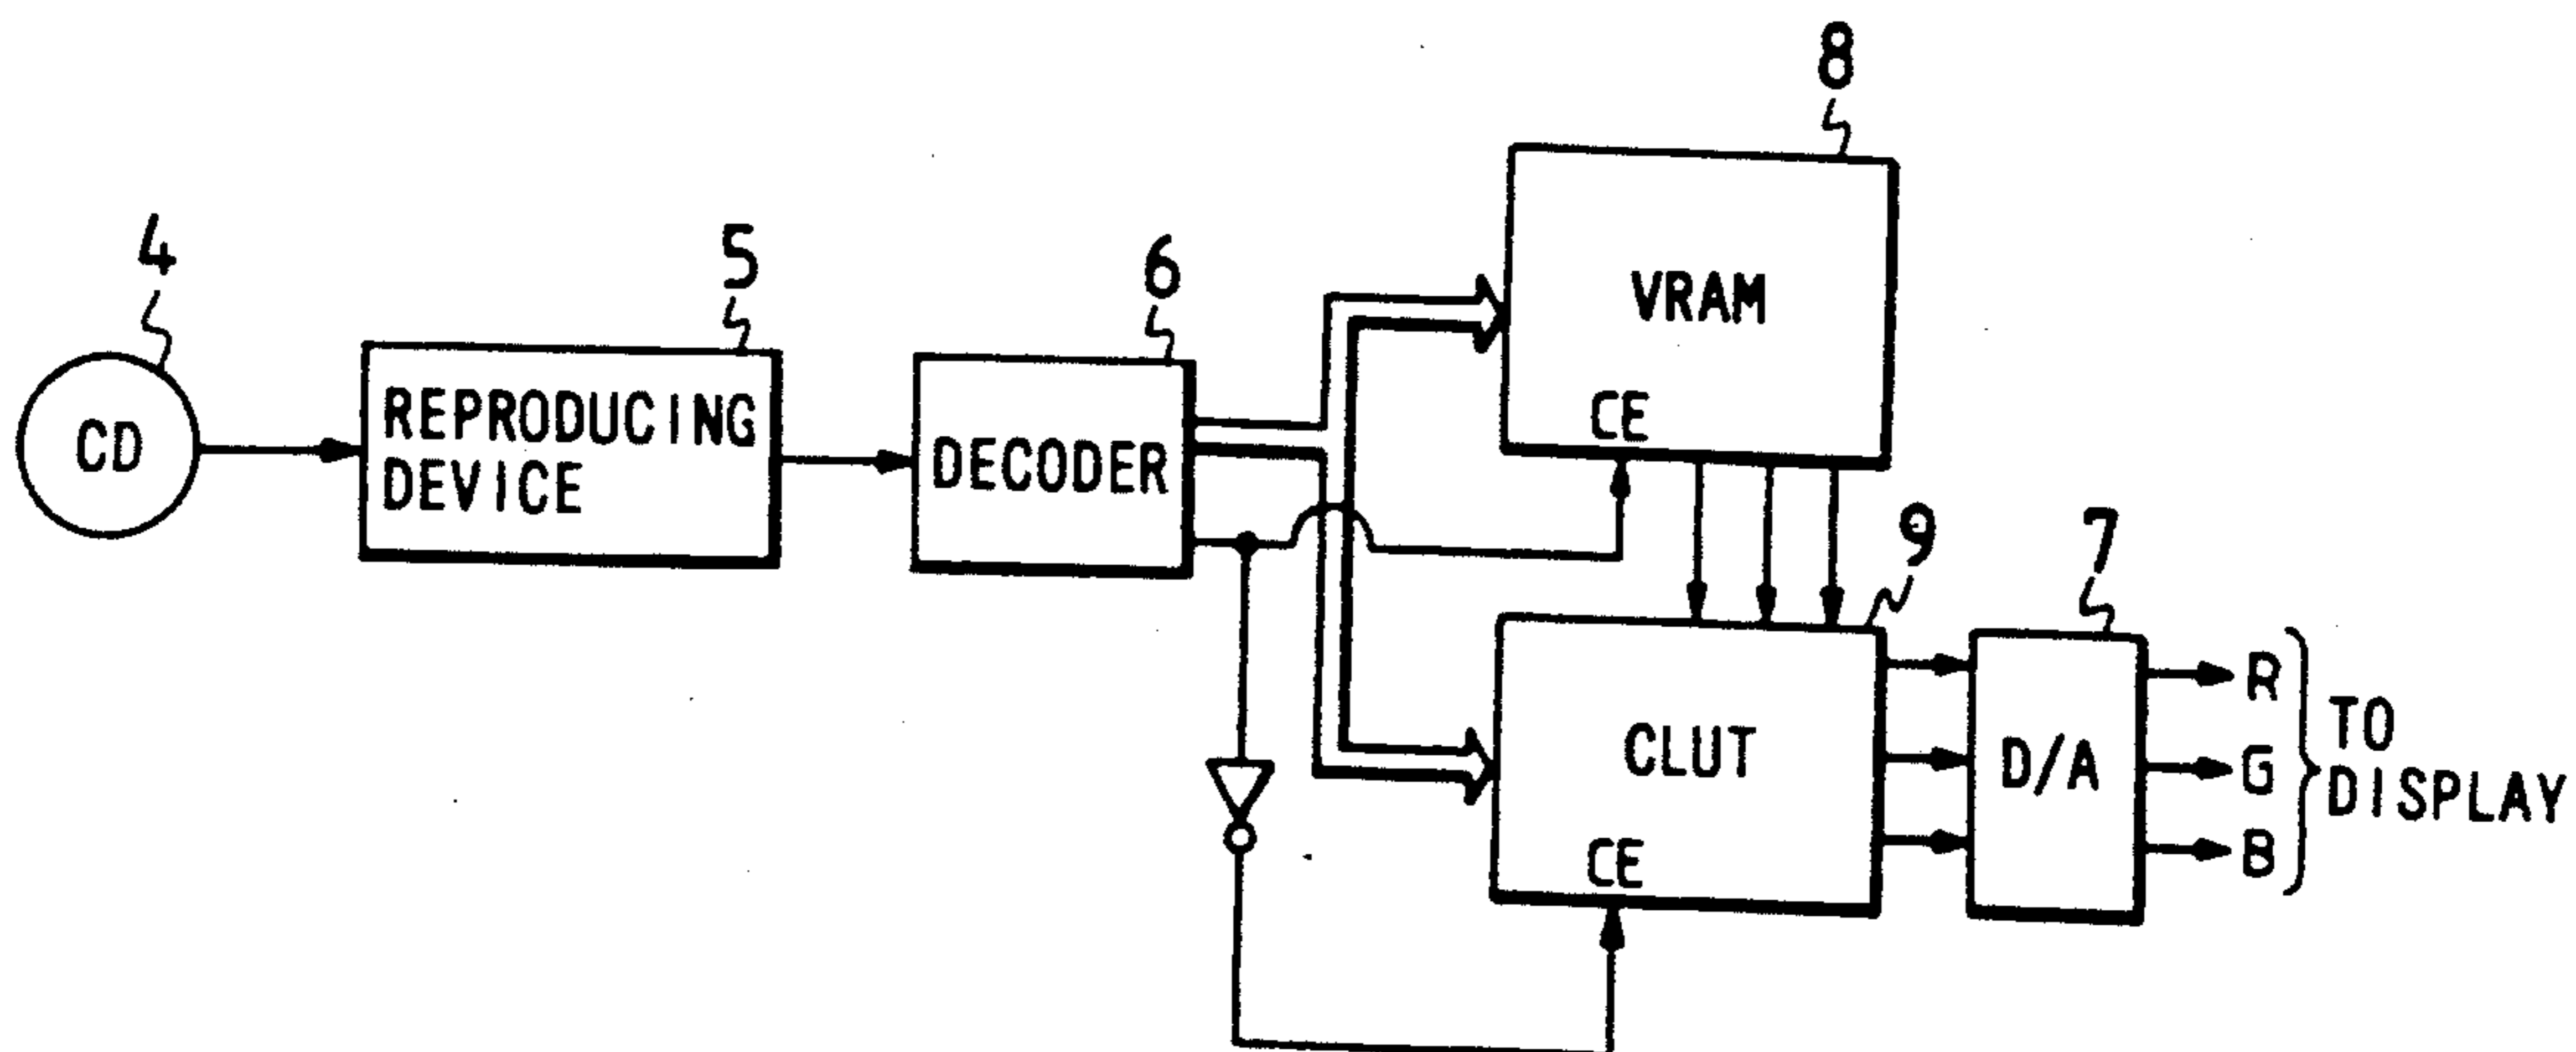 4
CD
5
REPRODUCING
DEVICE
6
DECODER
8
VRAM
CE
9
CLUT
CE
7
D/A
R
G
B
TO
DISPLAY